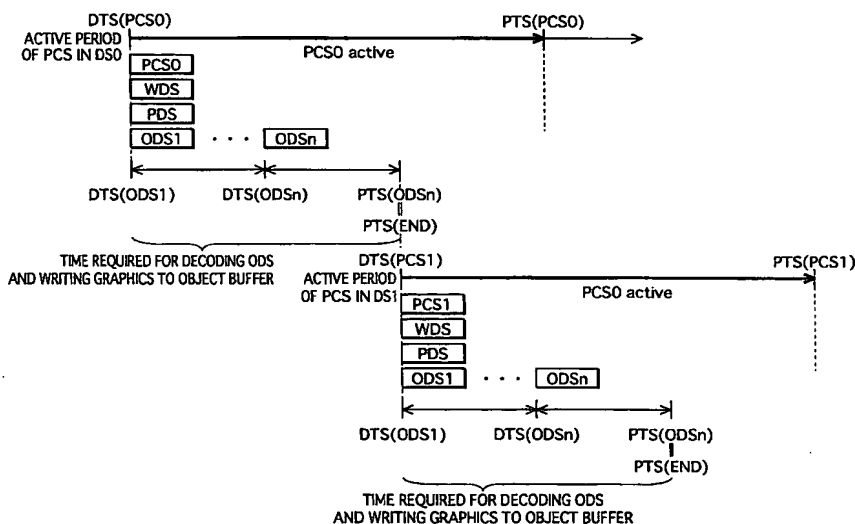 DTS(PCS0)
PTS(PCS0)
ACTIVE PERIOD
OF PCS IN DS0
PCS0 active
PCS0
WDS
PDS
ODS1 · · · ODSn
DTS(ODS1) DTS(ODSn) PTS(ODSn)
PTS(END)
TIME REQUIRED FOR DECODING ODS
AND WRITING GRAPHICS TO OBJECT BUFFER
DTS(PCS1)
PTS(PCS1)
ACTIVE PERIOD
OF PCS IN DS1
PCS0 active
PCS1
WDS
PDS
ODS1 · · · ODSn
DTS(ODS1) DTS(ODSn) PTS(ODSn)
PTS(END)
TIME REQUIRED FOR DECODING ODS
AND WRITING GRAPHICS TO OBJECT BUFFER